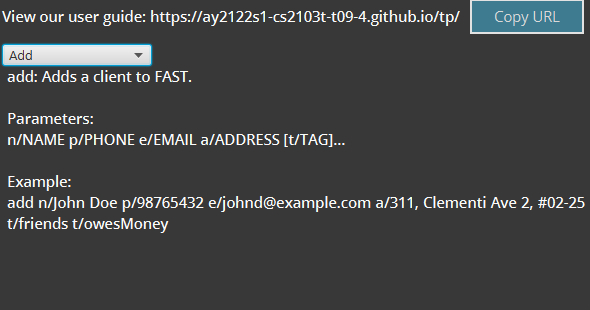 View our user guide: https://ay2122s1-cs2103t-t09-4.github.io/tp/ Copy URL
Add
add: Adds a client to FAST.
Parameters:
n/NAME p/PHONE e/EMAIL a/ADDRESS [t/TAG]...
Example:
add n/John Doe p/98765432 e/johnd@example.com a/311, Clementi Ave 2, #02-25
t/friends t/owesMoney